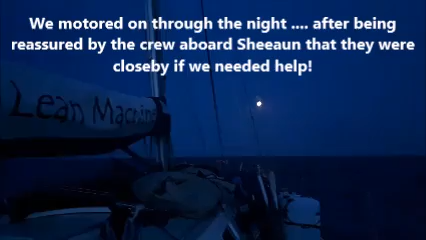 We motored on through the night .... after being
reassured by the crew aboard Sheeaun that they were
closeby if we needed help!
Lean Machine